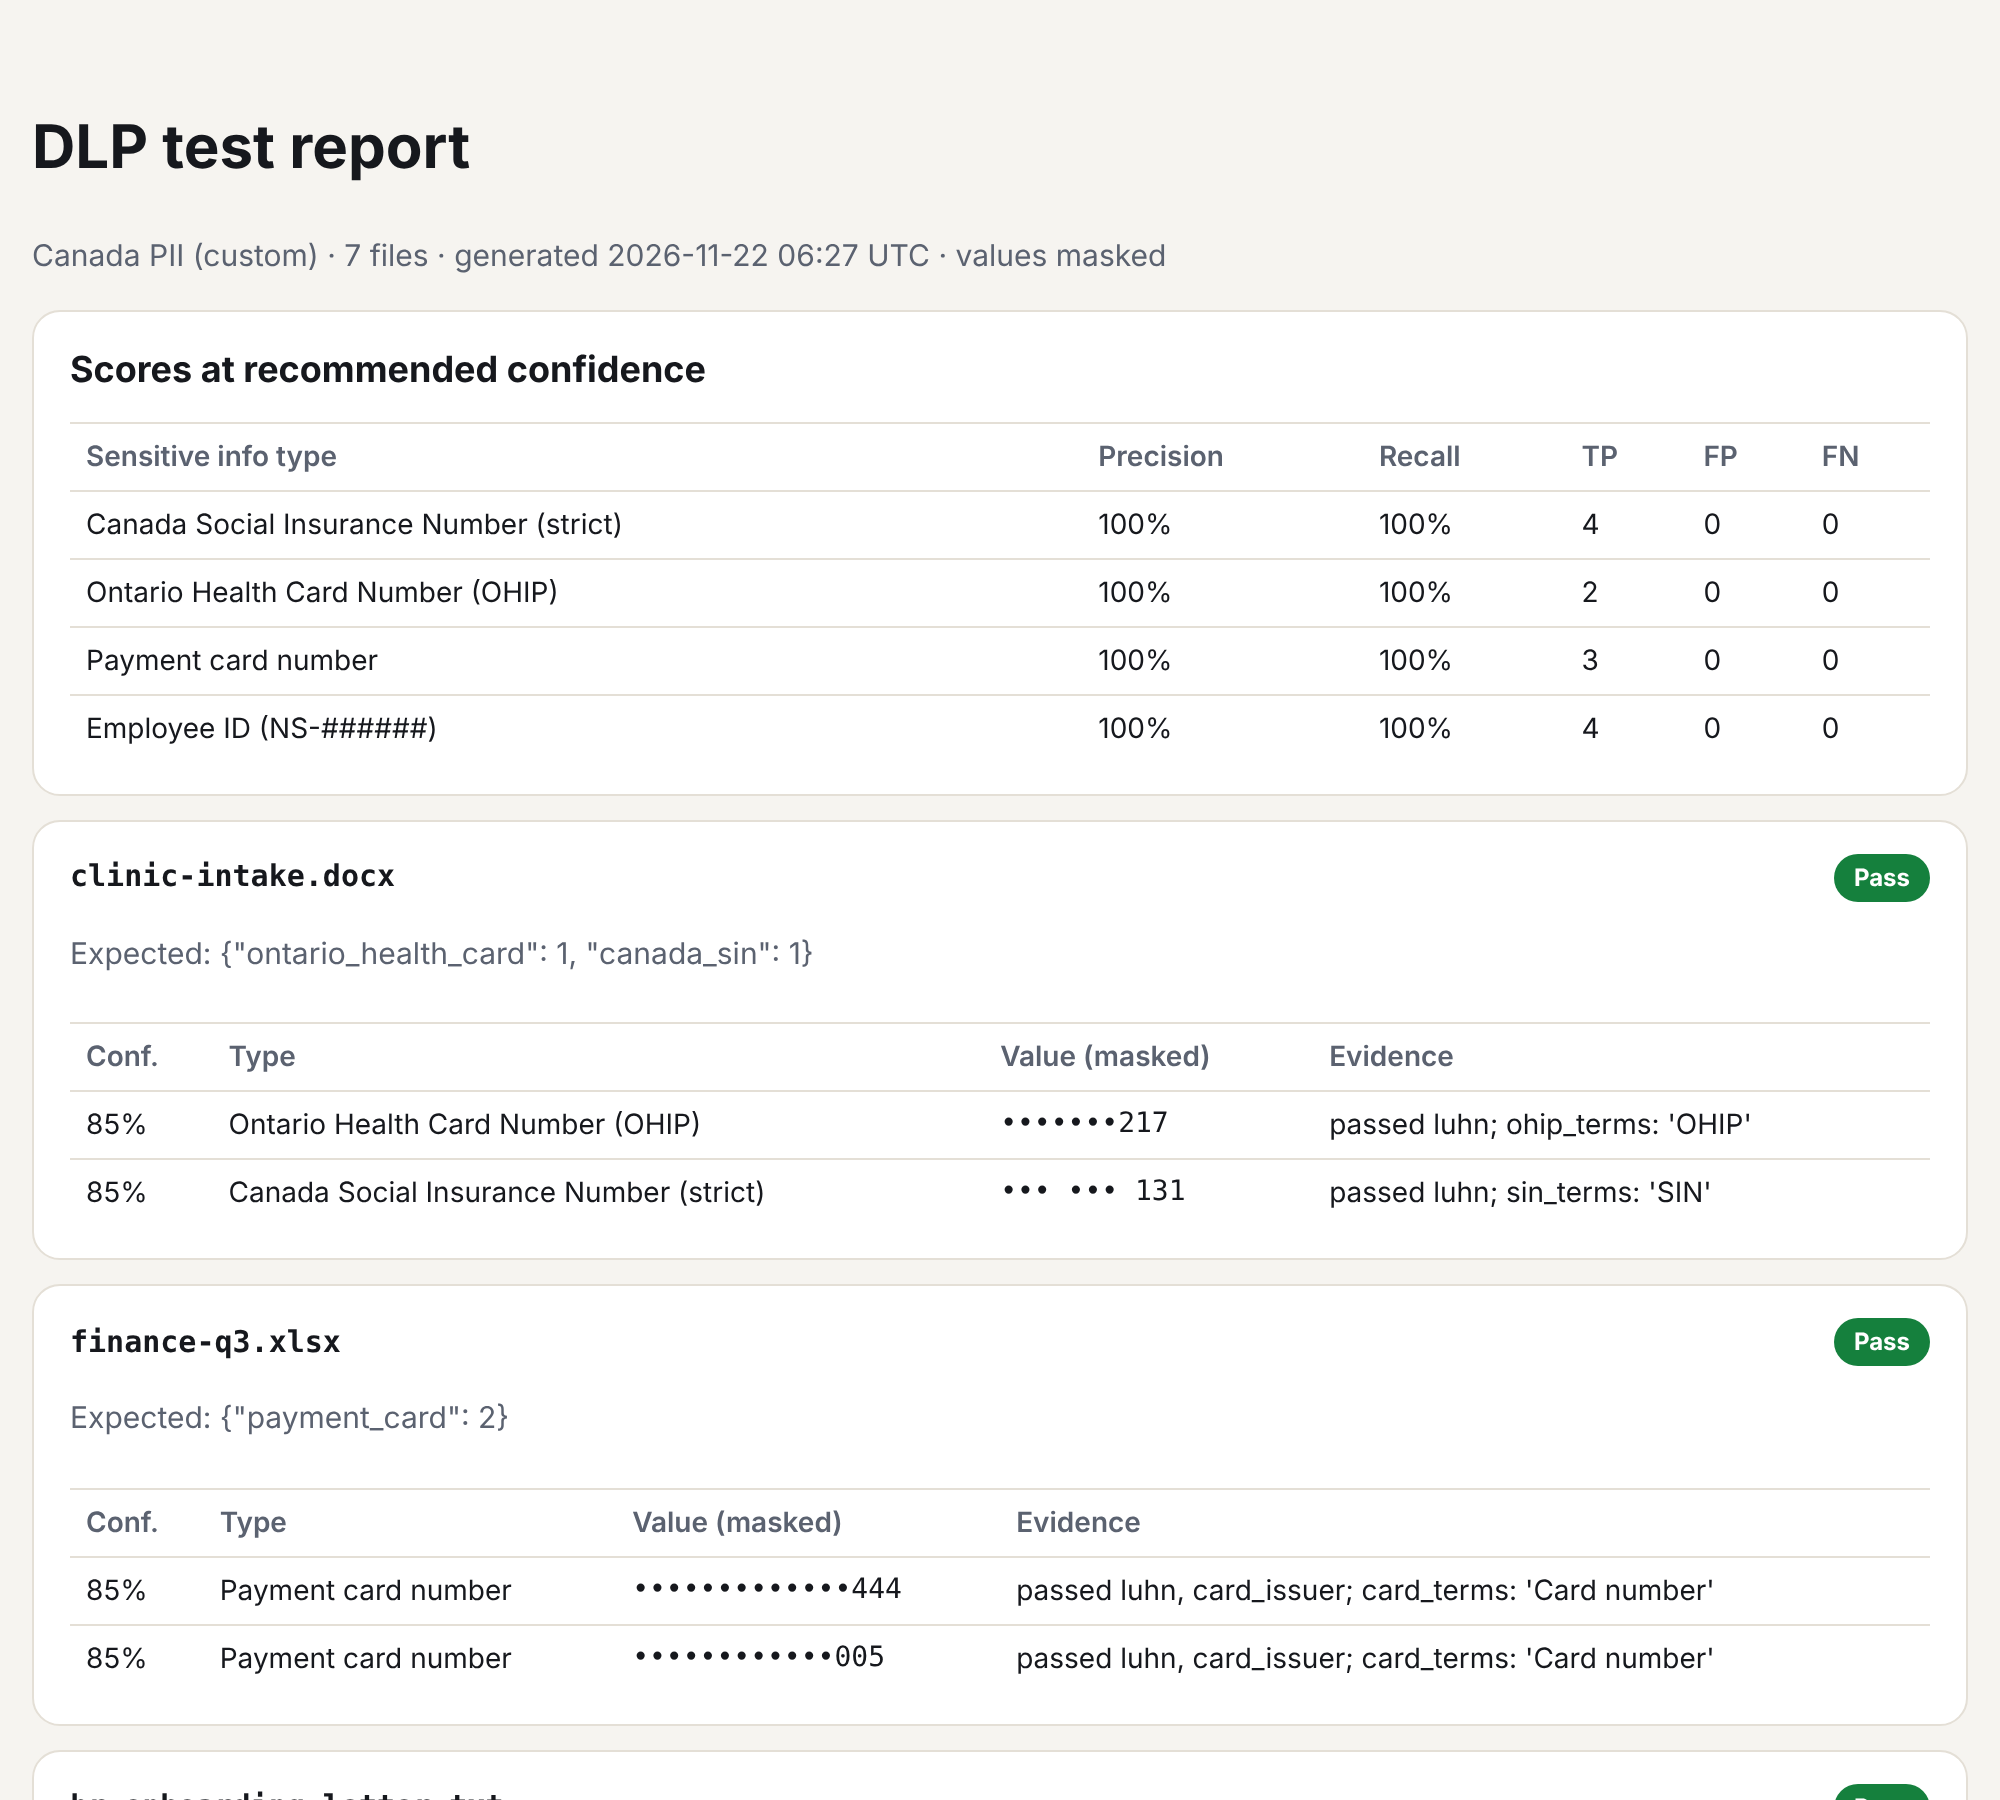 DLP test report
Canada PII (custom) · 7 files · generated 2026-11-22 06:27 UTC · values masked
Scores at recommended confidence
Sensitive info type Precision Recall TP FP FN
Canada Social Insurance Number (strict) 100% 100% 4 0 0
Ontario Health Card Number (OHIP) 100% 100% 2 0 0
Payment card number 100% 100% 3 0 0
Employee ID (NS-######) 100% 100% 4 0 0
clinic-intake.docx Pass
Expected: {"ontario_health_card": 1, "canada_sin": 1}
Conf. Type Value (masked) Evidence
85% Ontario Health Card Number (OHIP) •••••••217 passed luhn; ohip_terms: 'OHIP'
85% Canada Social Insurance Number (strict) ••• ••• 131 passed luhn; sin_terms: 'SIN'
finance-q3.xlsx Pass
Expected: {"payment_card": 2}
Conf. Type Value (masked) Evidence
85% Payment card number •••••••••••••444 passed luhn, card_issuer; card_terms: 'Card number'
85% Payment card number ••••••••••••005 passed luhn, card_issuer; card_terms: 'Card number'